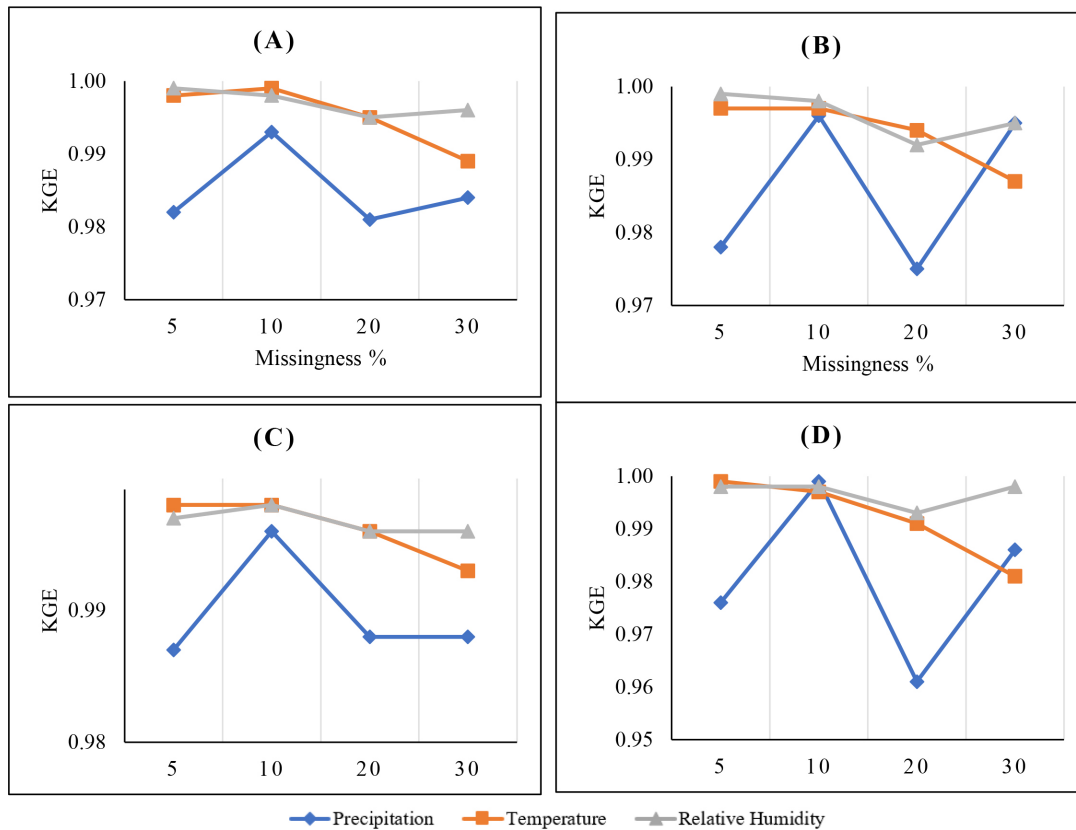 (A)
KGE
1.00
0.99
0.98
0.97
5 10 20 30
Missingness %
(B)
KGE
1.00
0.99
0.98
0.97
5 10 20 30
Missingness %
(C)
KGE
0.99
0.98
5 10 20 30
(D)
KGE
1.00
0.99
0.98
0.97
0.96
0.95
5 10 20 30
Precipitation Temperature Relative Humidity